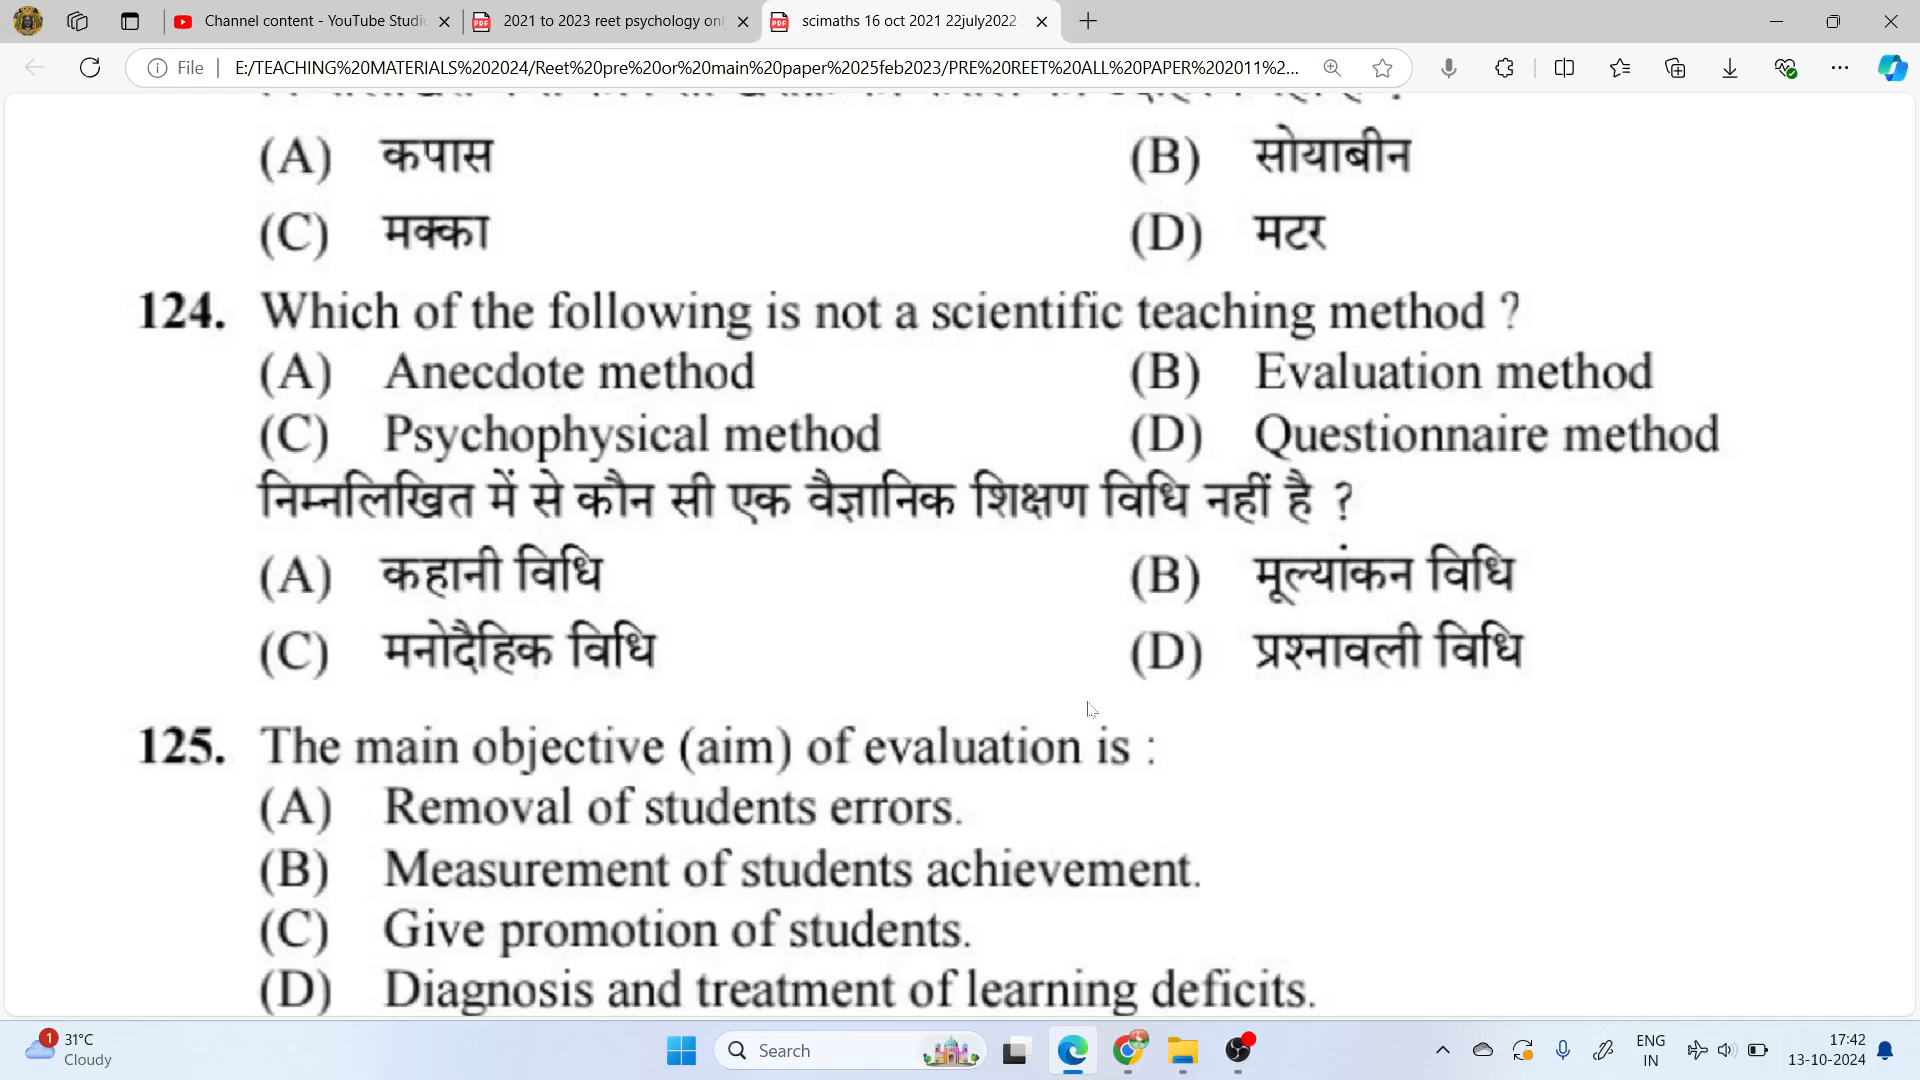 Channel content - YouTube Studio
2021 to 2023 reet psychology onl
scimaths 16 oct 2021 22july2022
File
E:/TEACHING%20MATERIALS%202024/Reet%20pre%20or%20main%20paper%2025feb2023/PRE%20REET%20ALL%20PAPER%202011%2...
(A) कपास (B) सोयाबीन
(C) मक्का (D) मटर
124. Which of the following is not a scientific teaching method ?
(A) Anecdote method (B) Evaluation method
(C) Psychophysical method (D) Questionnaire method
निम्नलिखित में से कौन सी एक वैज्ञानिक शिक्षण विधि नहीं है ?
(A) कहानी विधि (B) मूल्यांकन विधि
(C) मनोदैहिक विधि (D) प्रश्नावली विधि
125. The main objective (aim) of evaluation is :
(A) Removal of students errors.
(B) Measurement of students achievement.
(C) Give promotion of students.
(D) Diagnosis and treatment of learning deficits.
1 31°C
Cloudy
Search
ENG
IN
17:42
13-10-2024